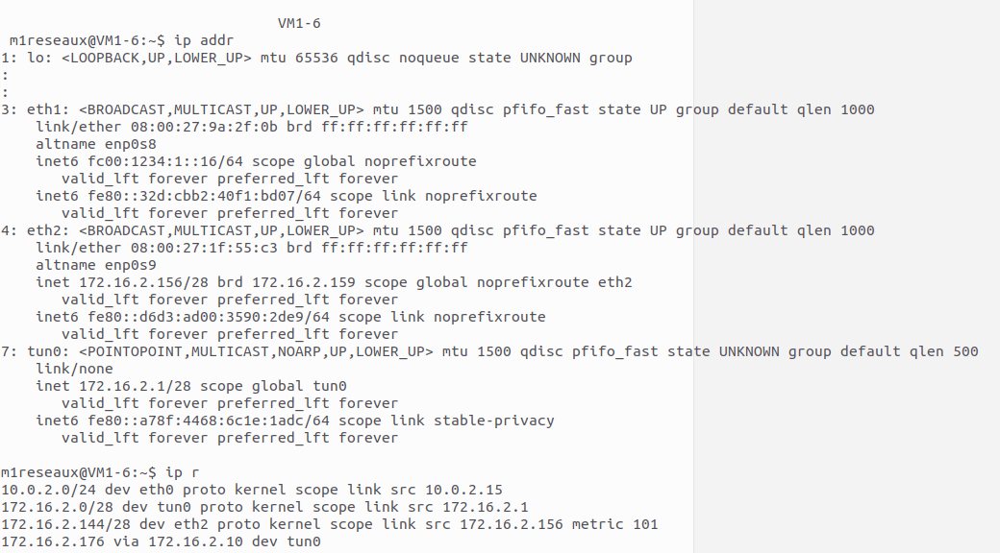 VM1-6
m1reseaux@VM1-6:~$ ip addr
1: lo: <LOOPBACK,UP,LOWER_UP> mtu 65536 qdisc noqueue state UNKNOWN group
:
:
3: eth1: <BROADCAST,MULTICAST,UP,LOWER_UP> mtu 1500 qdisc pfifo_fast state UP group default qlen 1000
link/ether 08:00:27:9a:2f:0b brd ff:ff:ff:ff:ff:ff
altname enp0s8
inet6 fc00:1234:1::16/64 scope global noprefixroute
valid_lft forever preferred_lft forever
inet6 fe80::32d:cbb2:40f1:bd07/64 scope link noprefixroute
valid_lft forever preferred_lft forever
4: eth2: <BROADCAST,MULTICAST,UP,LOWER_UP> mtu 1500 qdisc pfifo_fast state UP group default qlen 1000
link/ether 08:00:27:1f:55:c3 brd ff:ff:ff:ff:ff:ff
altname enp0s9
inet 172.16.2.156/28 brd 172.16.2.159 scope global noprefixroute eth2
valid_lft forever preferred_lft forever
inet6 fe80::d6d3:ad00:3590:2de9/64 scope link noprefixroute
valid_lft forever preferred_lft forever
7: tun0: <POINTOPOINT,MULTICAST,NOARP,UP,LOWER_UP> mtu 1500 qdisc pfifo_fast state UNKNOWN group default qlen 500
link/none
inet 172.16.2.1/28 scope global tun0
valid_lft forever preferred_lft forever
inet6 fe80::a78f:4468:6c1e:1adc/64 scope link stable-privacy
valid_lft forever preferred_lft forever
m1reseaux@VM1-6:~$ ip r
10.0.2.0/24 dev eth0 proto kernel scope link src 10.0.2.15
172.16.2.0/28 dev tun0 proto kernel scope link src 172.16.2.1
172.16.2.144/28 dev eth2 proto kernel scope link src 172.16.2.156 metric 101
172.16.2.176 via 172.16.2.10 dev tun0